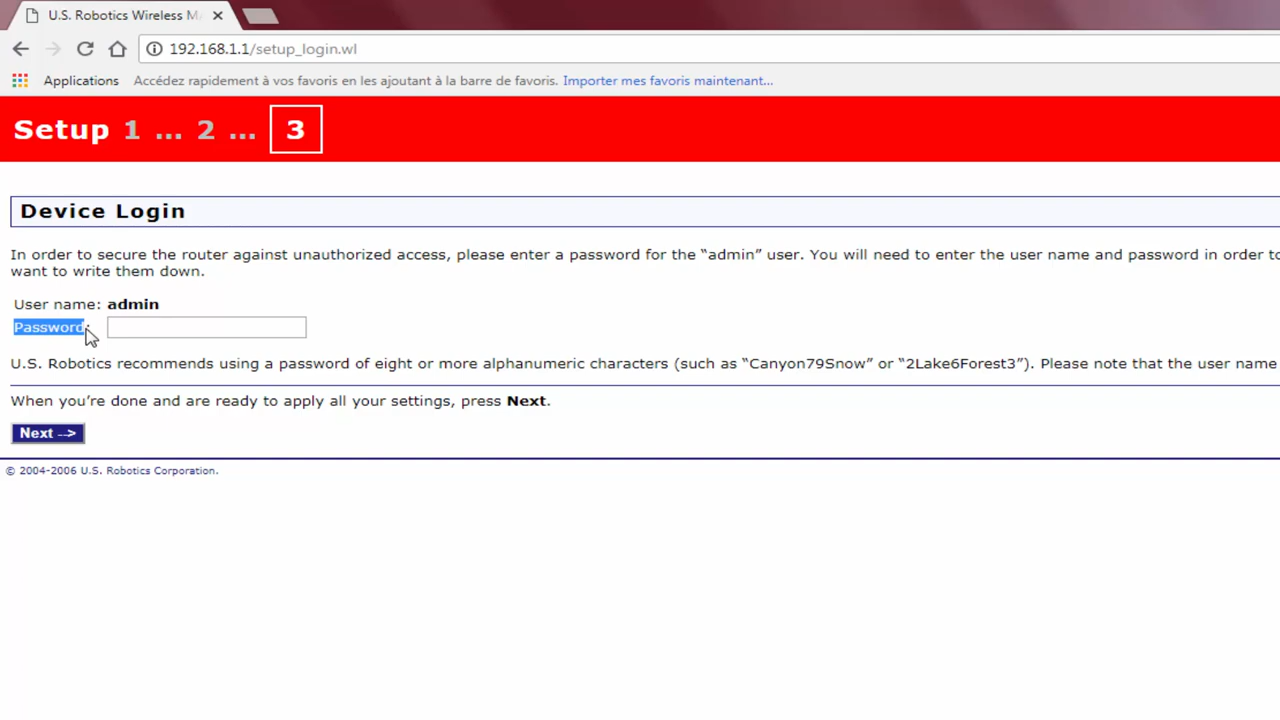 U.S. Robotics Wireless M
192.168.1.1/setup_login.wl
Applications Accédez rapidement à vos favoris en les ajoutant à la barre de favoris. Importer mes favoris maintenant...
Setup 1 ... 2 ... 3
Device Login
In order to secure the router against unauthorized access, please enter a password for the “admin” user. You will need to enter the user name and password in order to
want to write them down.
User name: admin
Password:
U.S. Robotics recommends using a password of eight or more alphanumeric characters (such as “Canyon79Snow” or “2Lake6Forest3”). Please note that the user name
When you’re done and are ready to apply all your settings, press Next.
Next -->
© 2004-2006 U.S. Robotics Corporation.